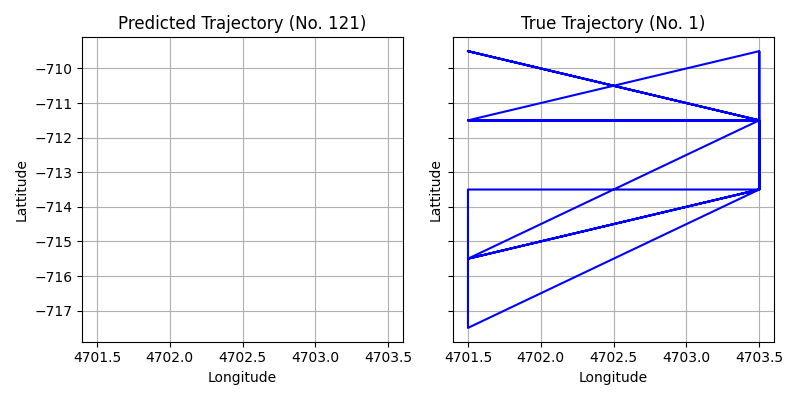 Predicted Trajectory (No. 121)
True Trajectory (No. 1)
−710
−711
−712
−713
−714
−715
−716
−717
Lattitude
Lattitude
4701.5 4702.0 4702.5 4703.0 4703.5
4701.5 4702.0 4702.5 4703.0 4703.5
Longitude
Longitude